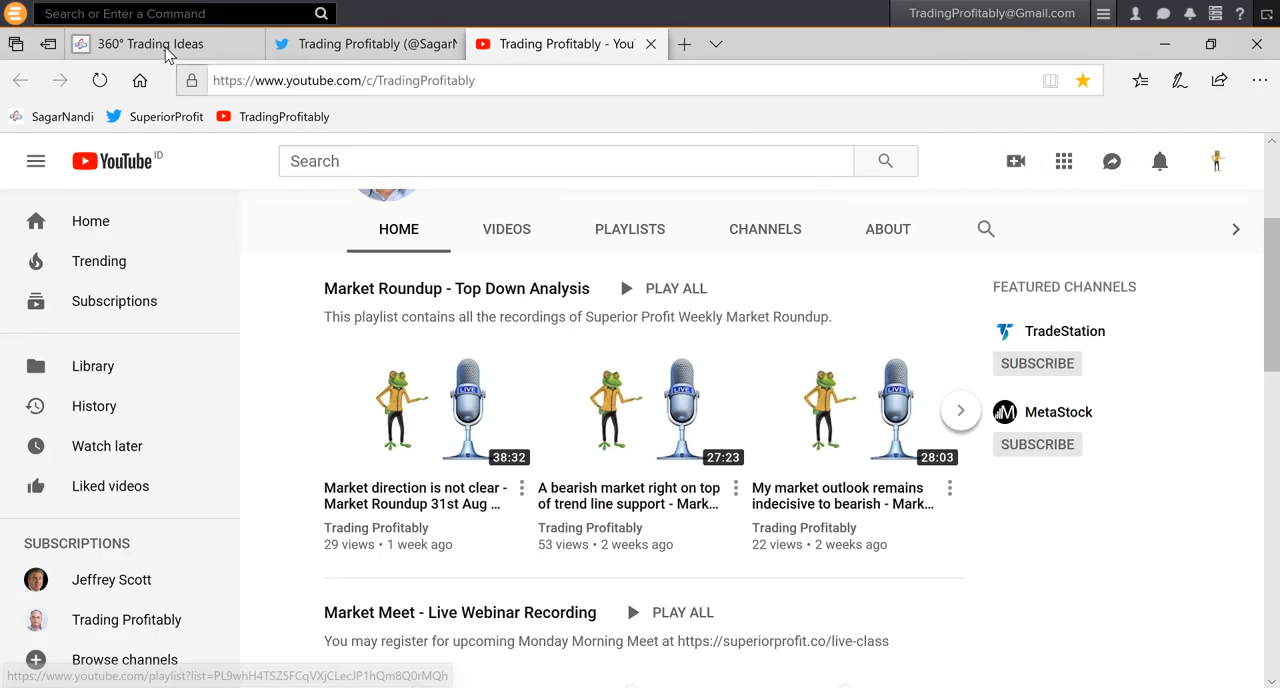 Search or Enter a Command
TradingProfitably@Gmail.com
?
360° Trading Ideas
Trading Profitably (@SagarN
Trading Profitably - You
https://www.youtube.com/c/TradingProfitably
SagarNandi
SuperiorProfit
TradingProfitably
YouTube ID
Search
Home
Trending
Subscriptions
Library
History
Watch later
Liked videos
SUBSCRIPTIONS
Jeffrey Scott
Trading Profitably
Browse channels
HOME
VIDEOS
PLAYLISTS
CHANNELS
ABOUT
Market Roundup - Top Down Analysis
PLAY ALL
This playlist contains all the recordings of Superior Profit Weekly Market Roundup.
LIVE
38:32
Market direction is not clear -
Market Roundup 31st Aug ...
Trading Profitably
29 views • 1 week ago
LIVE
27:23
A bearish market right on top
of trend line support - Mark...
Trading Profitably
53 views • 2 weeks ago
LIVE
28:03
My market outlook remains
indecisive to bearish - Mark...
Trading Profitably
22 views • 2 weeks ago
Market Meet - Live Webinar Recording
PLAY ALL
You may register for upcoming Monday Morning Meet at https://superiorprofit.co/live-class
FEATURED CHANNELS
TradeStation
SUBSCRIBE
MetaStock
SUBSCRIBE
https://www.youtube.com/playlist?list=PL9whH4TSZ5FCqVXjCLecJP1hQm8Q0rMQh